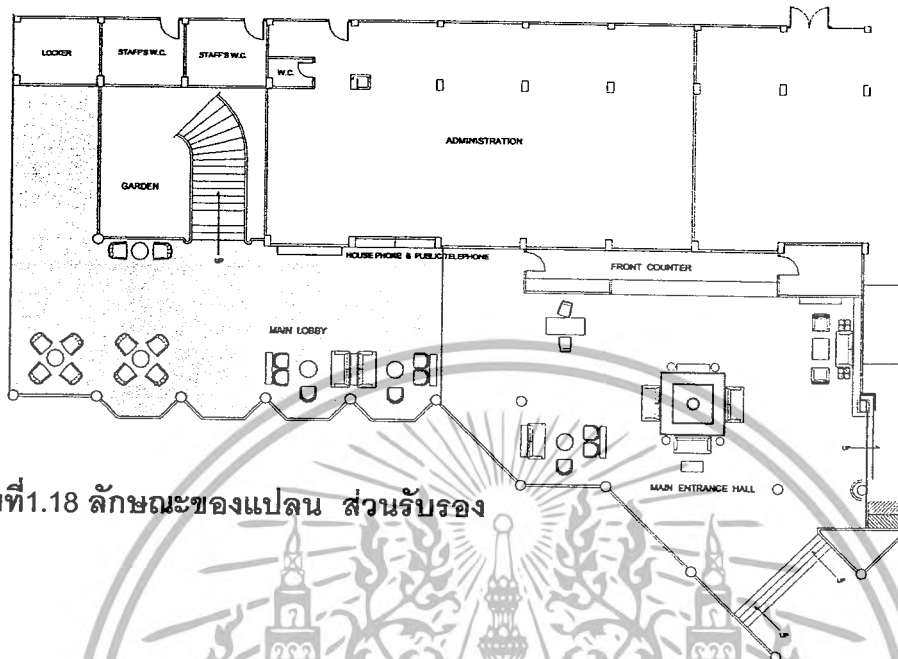 LOCKER
STAFF'S W.C.
STAFF'S W.C.
W.C.
ADMINISTRATION
GARDEN
UP
HOUSE PHONE & PUBLIC TELEPHONE
FRONT COUNTER
MAIN LOBBY
UP
MAIN ENTRANCE HALL
ที่1.18 ลักษณะของแปลน ส่วนรับรอง
UP
UP